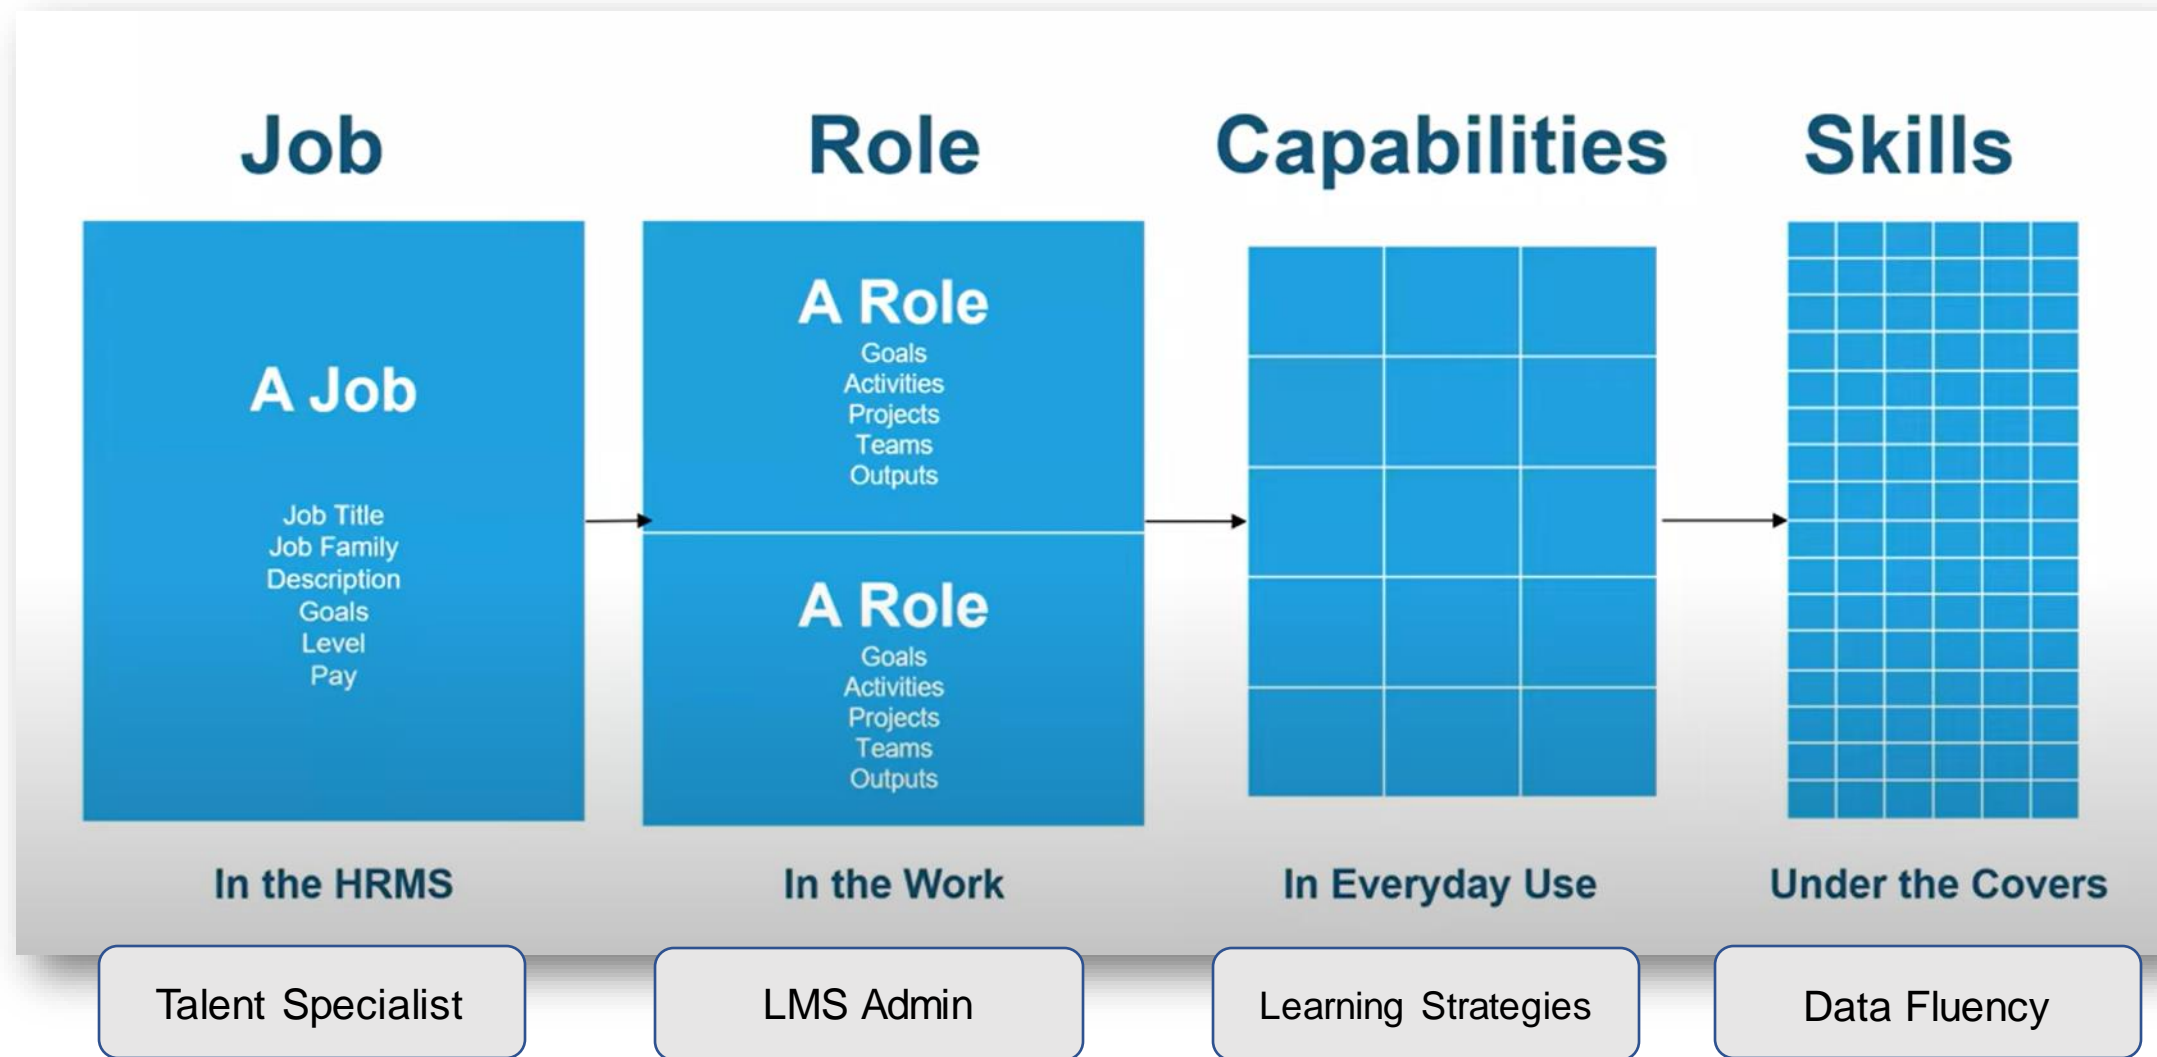 Job
Role
Capabilities
Skills
A Job
Job Title
Job Family
Description
Goals
Level
Pay
A Role
Goals
Activities
Projects
Teams
Outputs
A Role
Goals
Activities
Projects
Teams
Outputs
In the HRMS
In the Work
In Everyday Use
Under the Covers
Talent Specialist
LMS Admin
Learning Strategies
Data Fluency